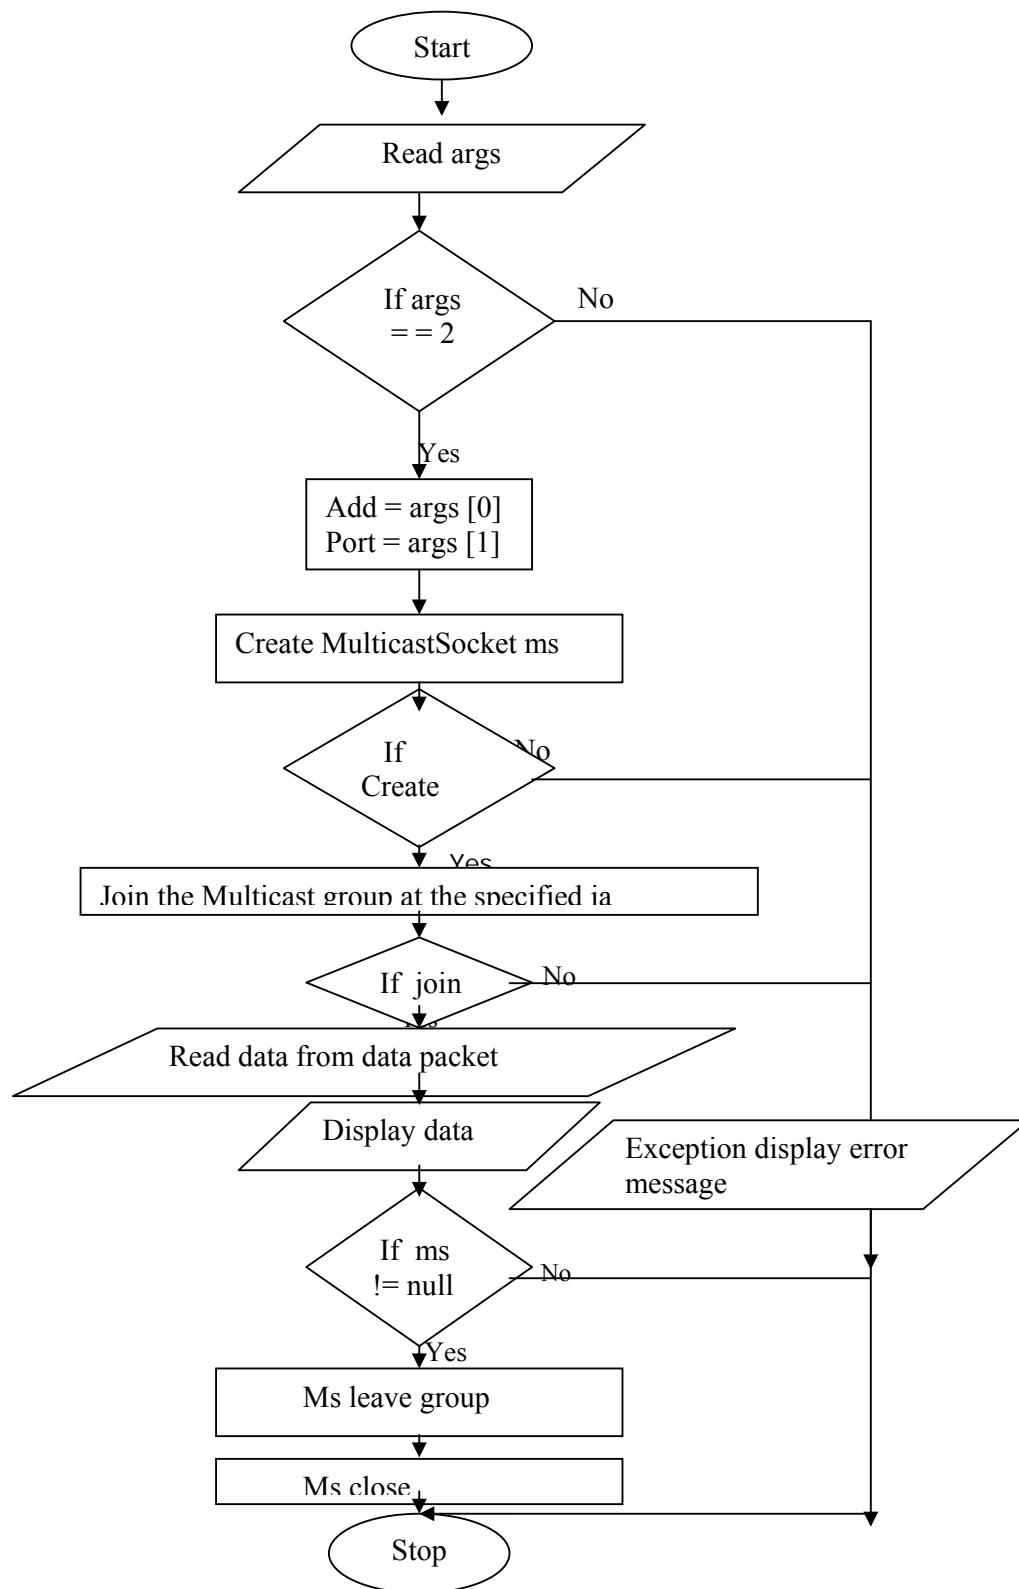 Start
Read args
If args
= = 2
No
Yes
Add = args [0]
Port = args [1]
Create MulticastSocket ms
If
Create
No
Yes
Join the Multicast group at the specified ia
If join
No
Yes
Read data from data packet
Display data
Exception display error
message
If ms
!= null
No
Yes
Ms leave group
Ms close
Stop